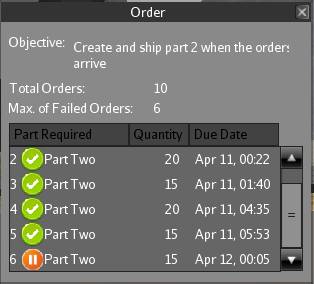 Order
Objective: Create and ship part 2 when the orders
arrive
Total Orders: 10
Max. of Failed Orders: 6
Part Required Quantity Due Date
2 Part Two 20 Apr 11, 00:22
3 Part Two 15 Apr 11, 01:40
4 Part Two 20 Apr 11, 04:35
5 Part Two 15 Apr 11, 05:53
6 Part Two 15 Apr 12, 00:05